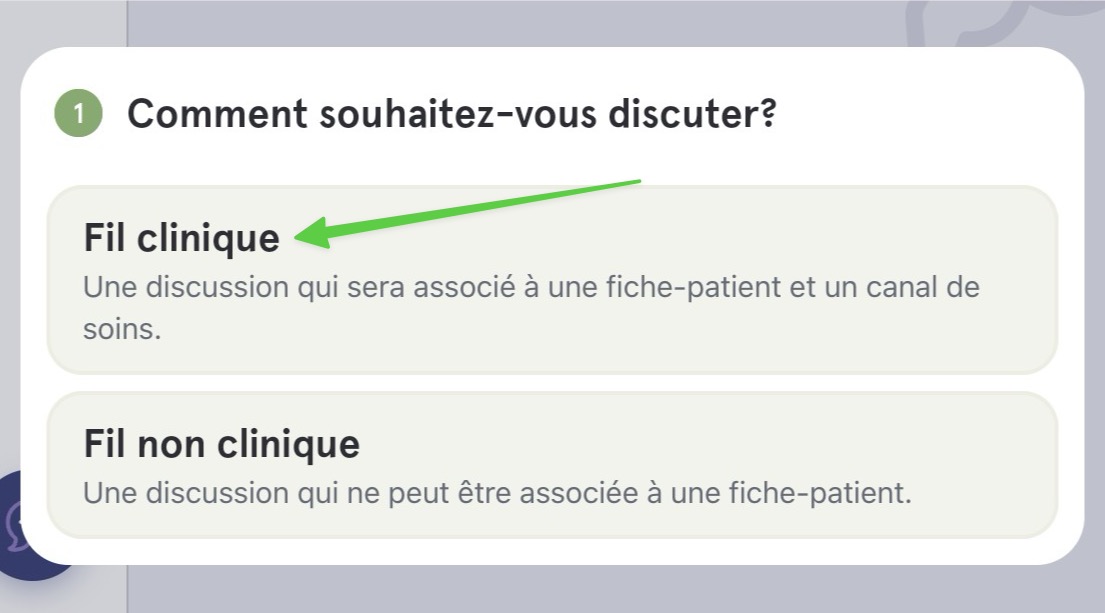 1 Comment souhaitez-vous discuter?
Fil clinique
Une discussion qui sera associé à une fiche-patient et un canal de
soins.
Fil non clinique
Une discussion qui ne peut être associée à une fiche-patient.